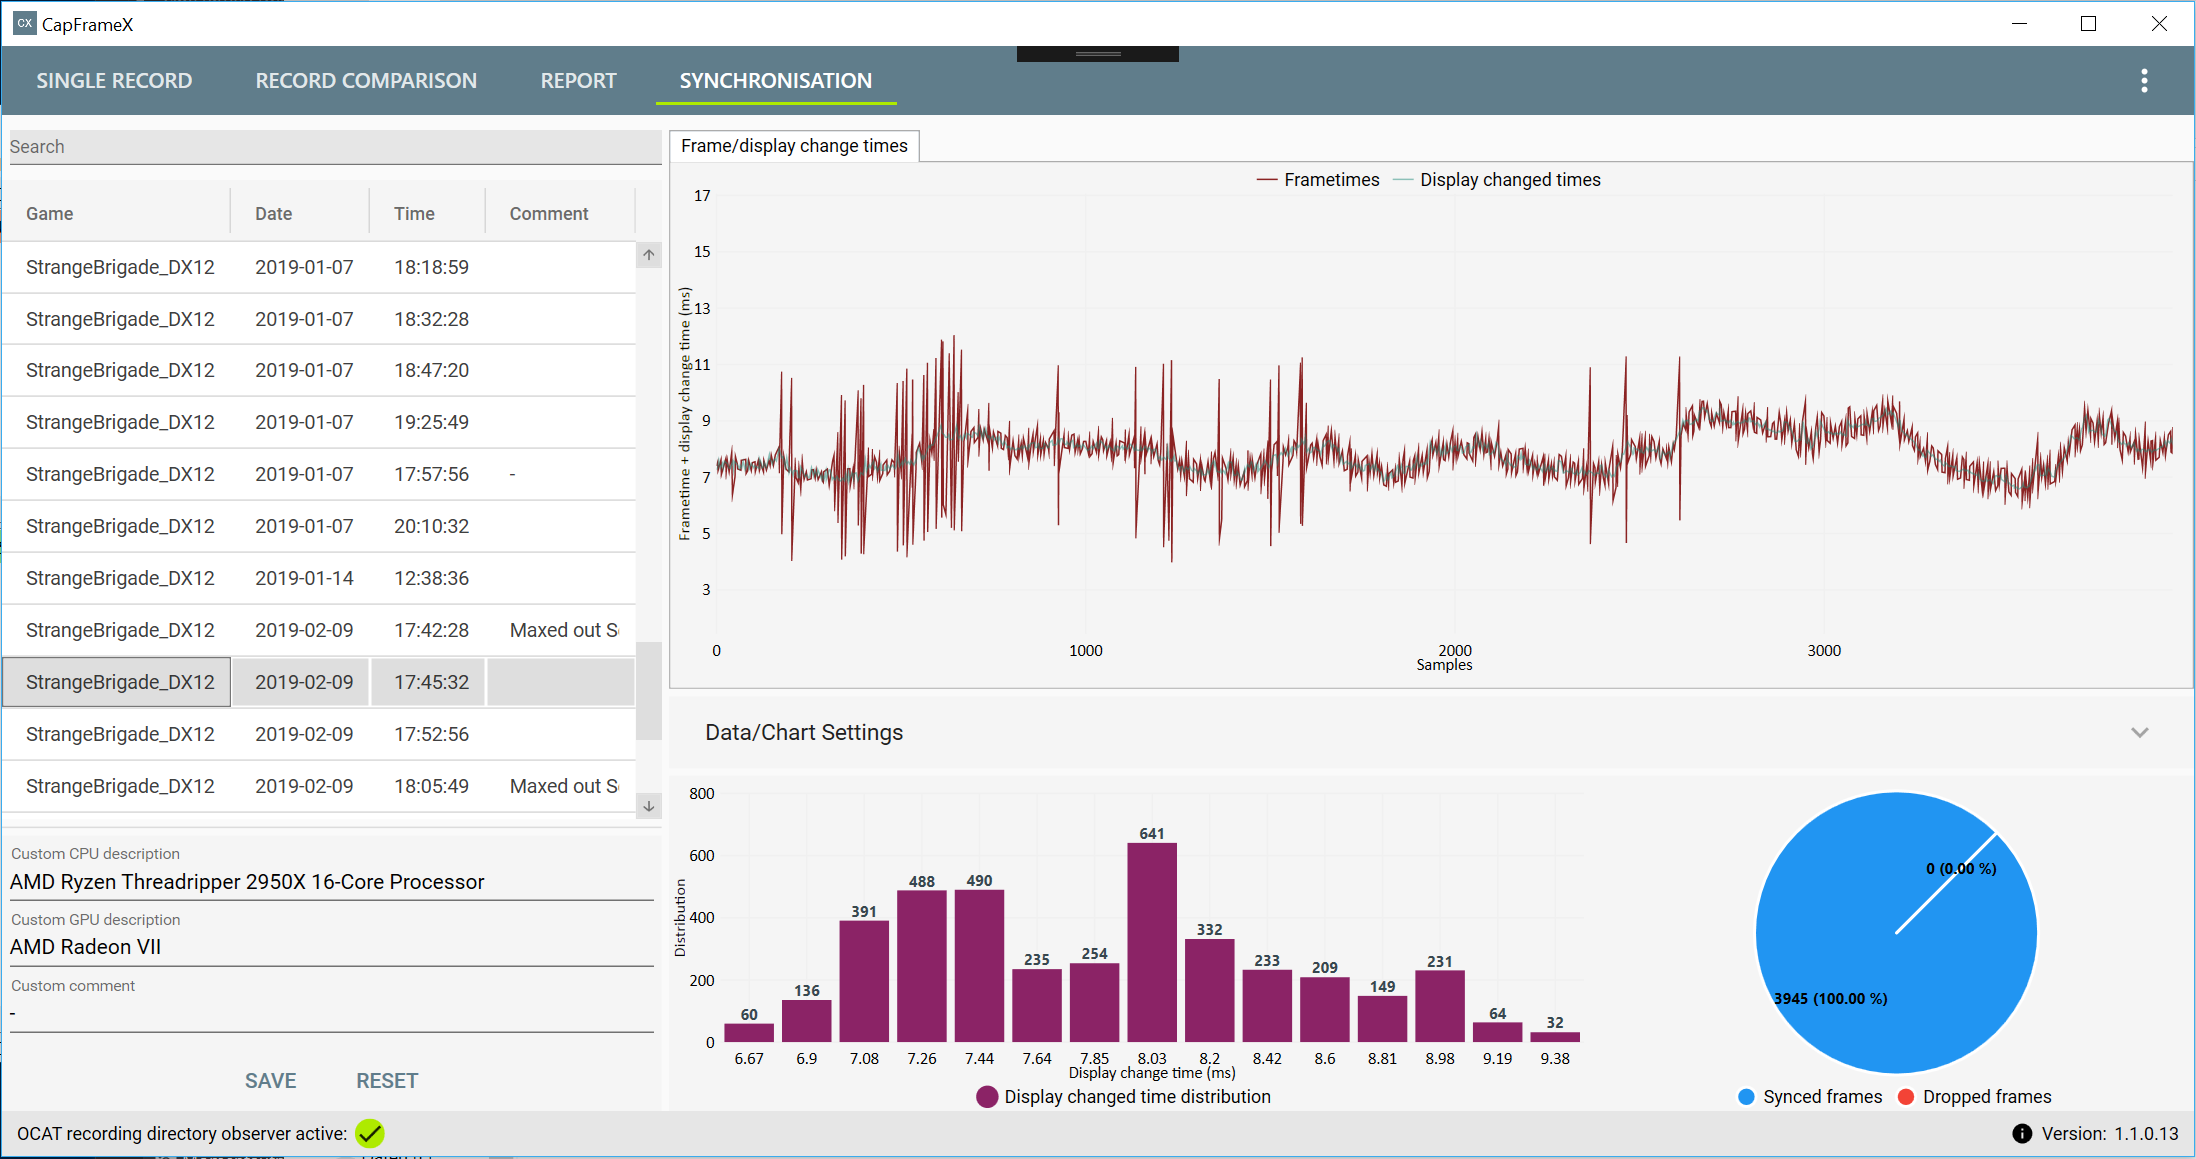 CX CapFrameX
SINGLE RECORD RECORD COMPARISON REPORT SYNCHRONISATION
Search
Game Date Time Comment
StrangeBrigade_DX12 2019-01-07 18:18:59
StrangeBrigade_DX12 2019-01-07 18:32:28
StrangeBrigade_DX12 2019-01-07 18:47:20
StrangeBrigade_DX12 2019-01-07 19:25:49
StrangeBrigade_DX12 2019-01-07 17:57:56 -
StrangeBrigade_DX12 2019-01-07 20:10:32
StrangeBrigade_DX12 2019-01-14 12:38:36
StrangeBrigade_DX12 2019-02-09 17:42:28 Maxed out S
StrangeBrigade_DX12 2019-02-09 17:45:32
StrangeBrigade_DX12 2019-02-09 17:52:56
StrangeBrigade_DX12 2019-02-09 18:05:49 Maxed out S
Custom CPU description
AMD Ryzen Threadripper 2950X 16-Core Processor
Custom GPU description
AMD Radeon VII
Custom comment
-
SAVE RESET
Frame/display change times
Frametimes Display changed times
Frametime + display change time (ms)
17
15
13
11
9
7
5
3
0 1000 2000 3000
Samples
Data/Chart Settings
Distribution
800
600
400
200
0
60 136 391 488 490 235 254 641 332 233 209 149 231 64 32
6.67 6.9 7.08 7.26 7.44 7.64 7.85 8.03 8.2 8.42 8.6 8.81 8.98 9.19 9.38
Display change time (ms)
Display changed time distribution
0 (0.00 %)
3945 (100.00 %)
Synced frames Dropped frames
OCAT recording directory observer active:
Version: 1.1.0.13